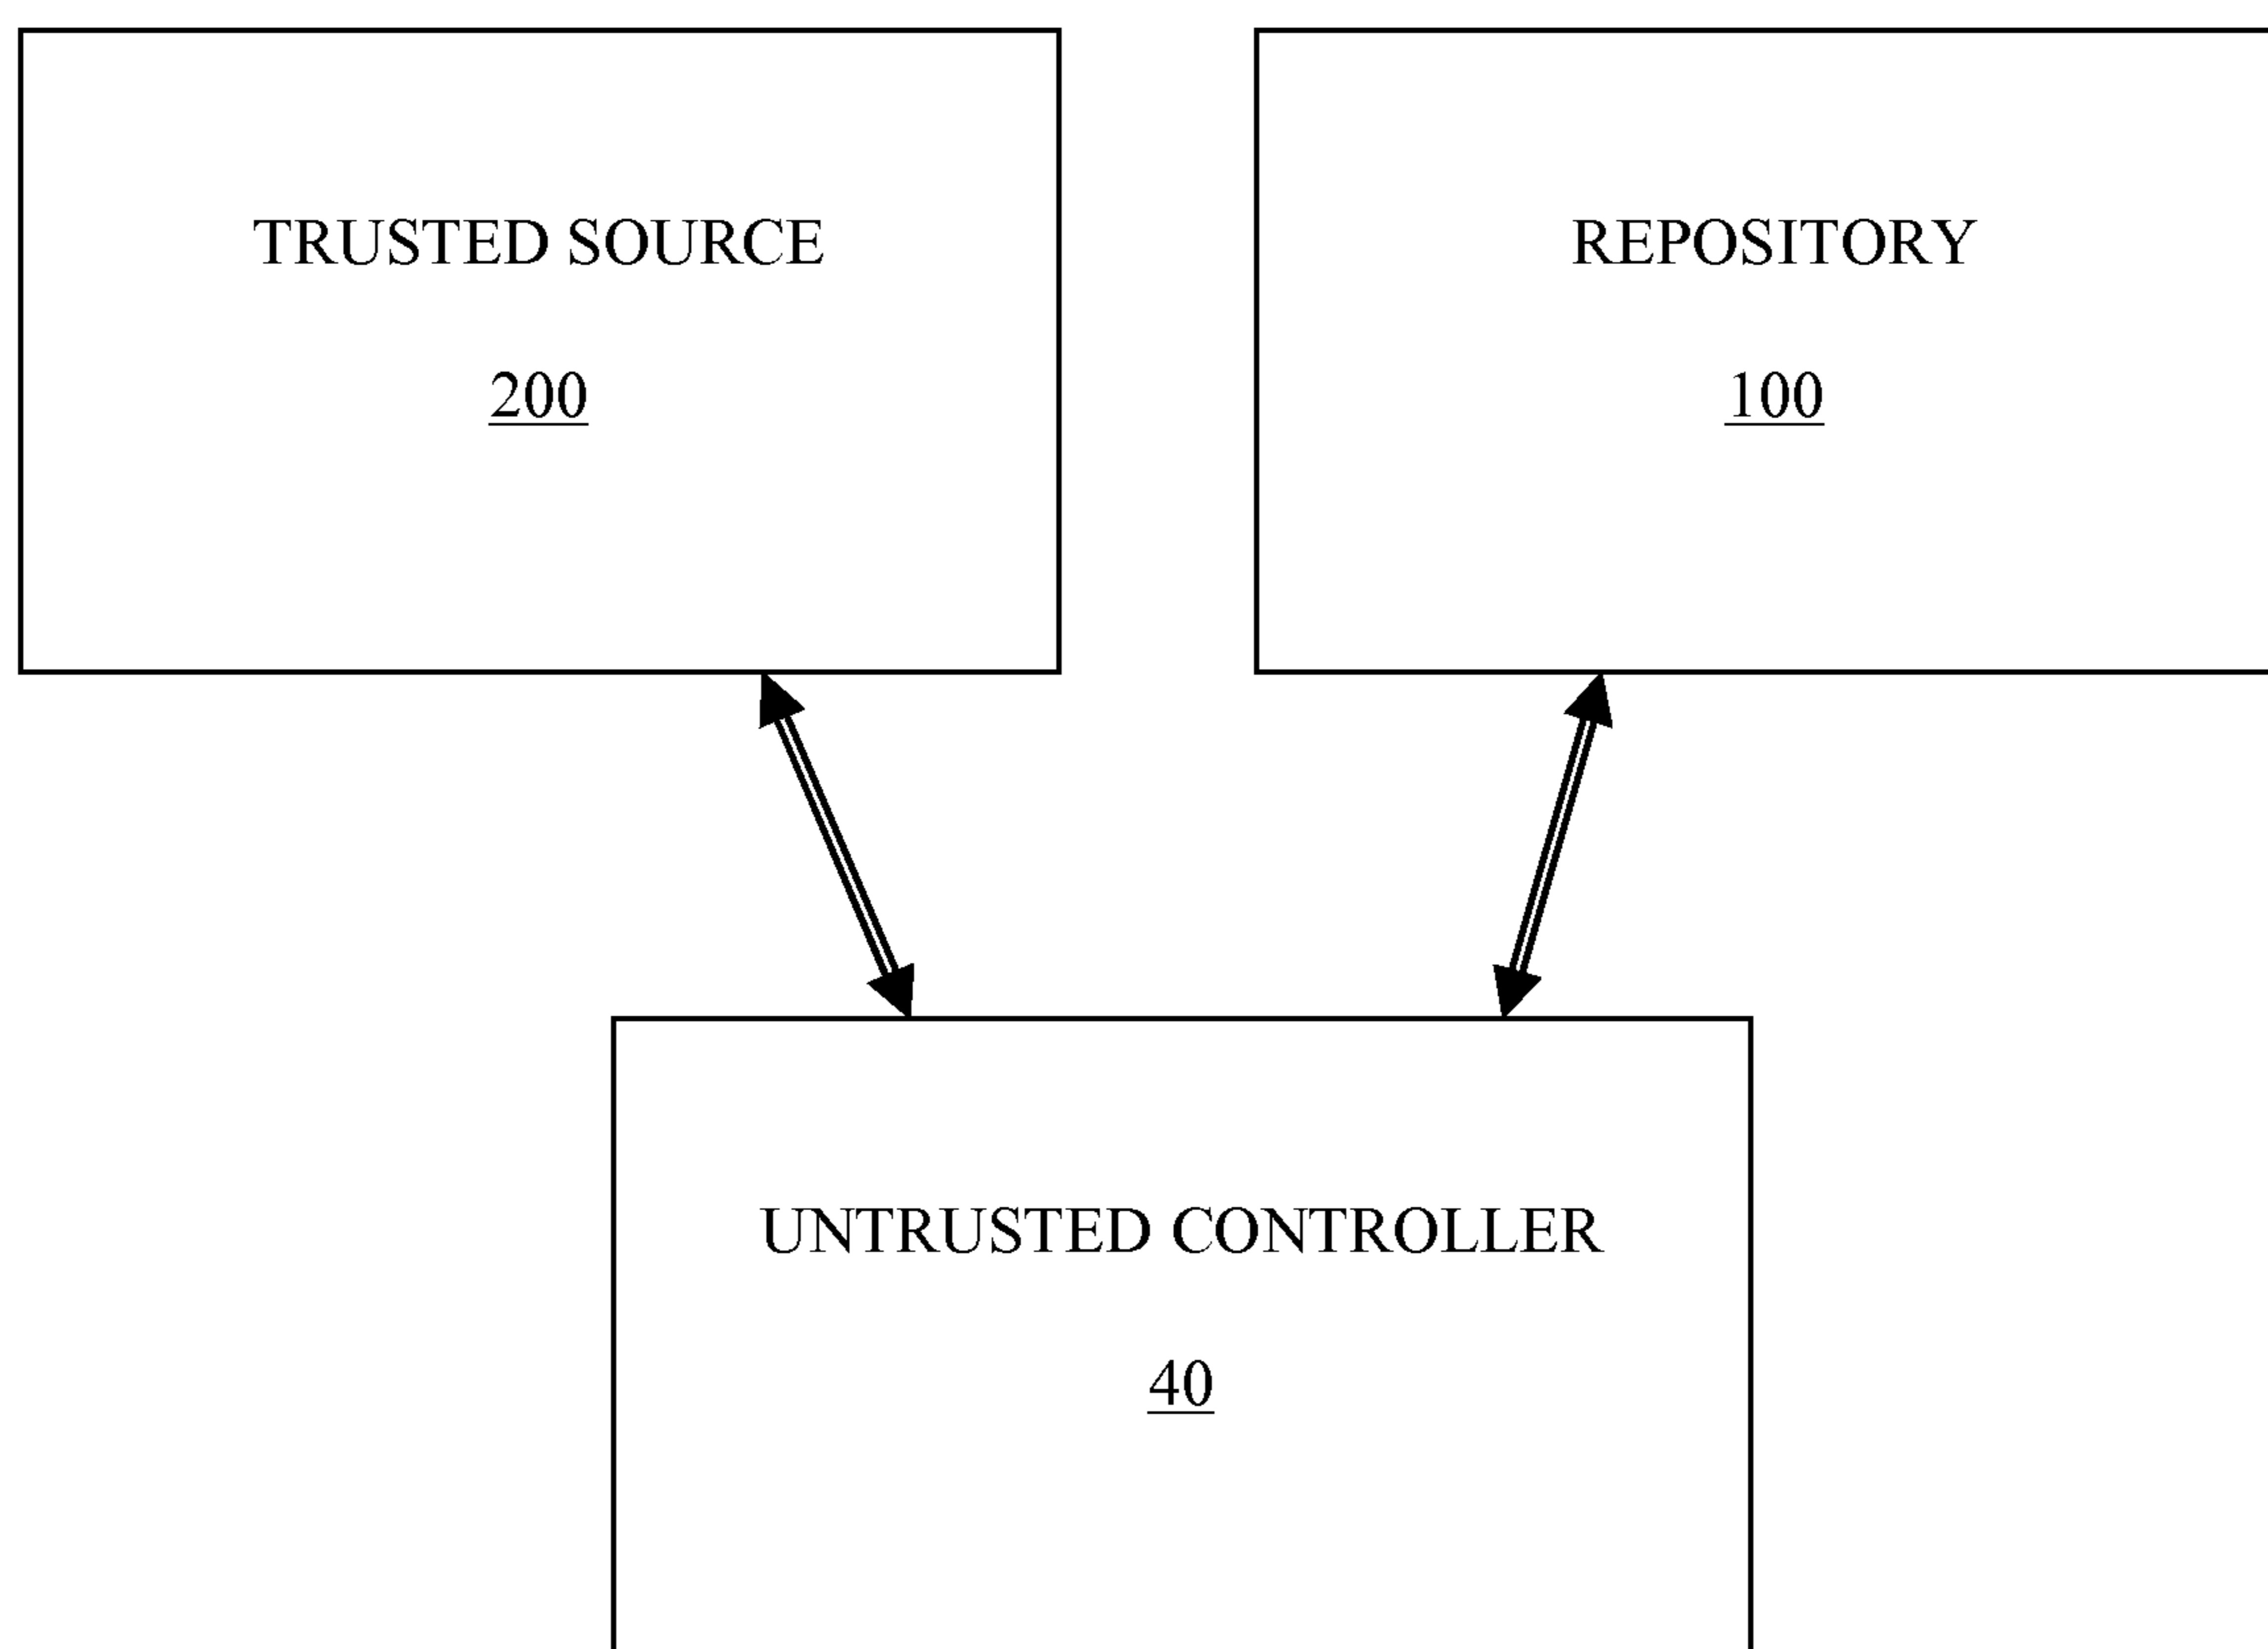 TRUSTED SOURCE
200
REPOSITORY
100
UNTRUSTED CONTROLLER
40